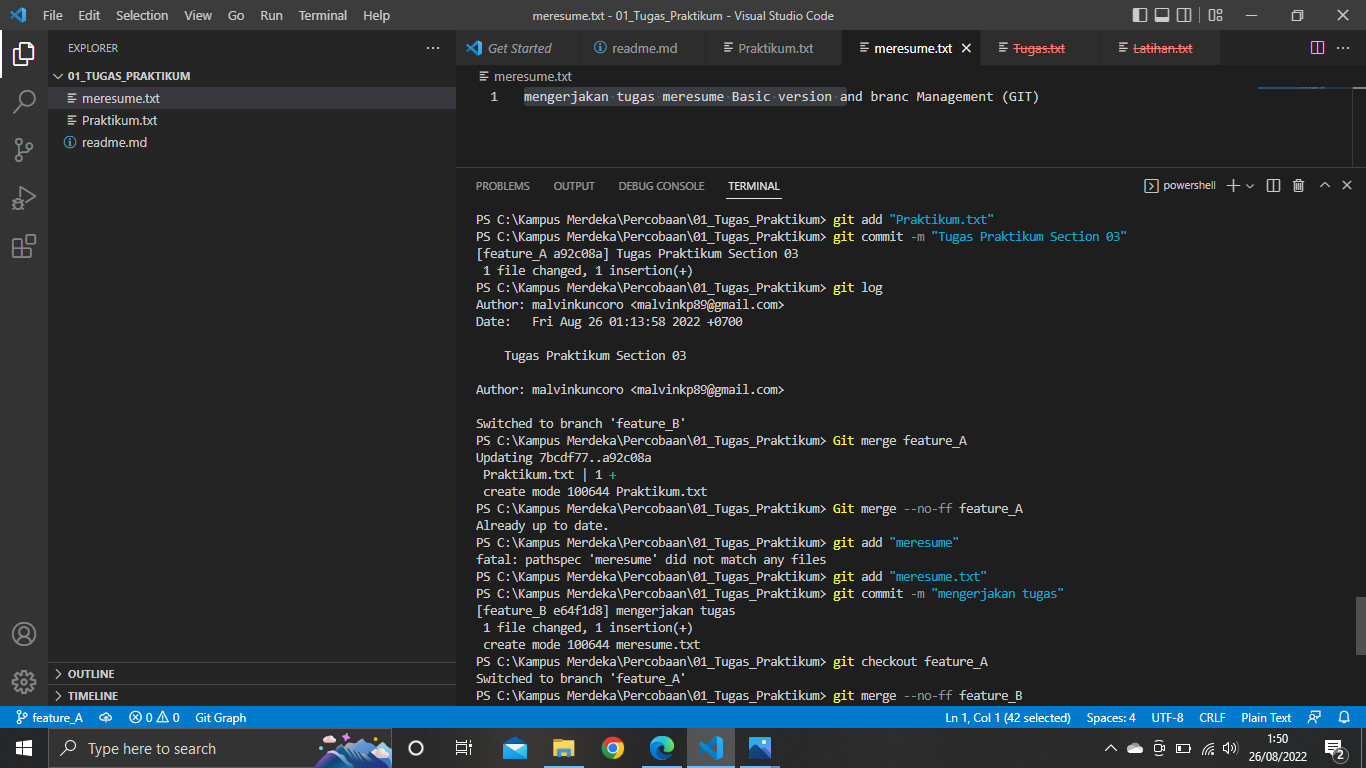 File Edit Selection View Go Run Terminal Help meresume.txt - 01_Tugas_Praktikum - Visual Studio Code
EXPLORER
01_TUGAS_PRAKTIKUM
meresume.txt
Praktikum.txt
readme.md
OUTLINE
TIMELINE
Get Started readme.md Praktikum.txt meresume.txt Tugas.txt Latihan.txt
meresume.txt
1 mengerjakan tugas meresume Basic version and branc Management (GIT)
PROBLEMS OUTPUT DEBUG CONSOLE TERMINAL powershell
PS C:\Kampus Merdeka\Percobaan\01_Tugas_Praktikum> git add "Praktikum.txt"
PS C:\Kampus Merdeka\Percobaan\01_Tugas_Praktikum> git commit -m "Tugas Praktikum Section 03"
[feature_A a92c08a] Tugas Praktikum Section 03
1 file changed, 1 insertion(+)
PS C:\Kampus Merdeka\Percobaan\01_Tugas_Praktikum> git log
Author: malvinkuncoro <malvinkp89@gmail.com>
Date: Fri Aug 26 01:13:58 2022 +0700
Tugas Praktikum Section 03
Author: malvinkuncoro <malvinkp89@gmail.com>
Switched to branch 'feature_B'
PS C:\Kampus Merdeka\Percobaan\01_Tugas_Praktikum> Git merge feature_A
Updating 7bcdf77..a92c08a
Praktikum.txt | 1 +
create mode 100644 Praktikum.txt
PS C:\Kampus Merdeka\Percobaan\01_Tugas_Praktikum> Git merge --no-ff feature_A
Already up to date.
PS C:\Kampus Merdeka\Percobaan\01_Tugas_Praktikum> git add "meresume"
fatal: pathspec 'meresume' did not match any files
PS C:\Kampus Merdeka\Percobaan\01_Tugas_Praktikum> git add "meresume.txt"
PS C:\Kampus Merdeka\Percobaan\01_Tugas_Praktikum> git commit -m "mengerjakan tugas"
[feature_B e64f1d8] mengerjakan tugas
1 file changed, 1 insertion(+)
create mode 100644 meresume.txt
PS C:\Kampus Merdeka\Percobaan\01_Tugas_Praktikum> git checkout feature_A
Switched to branch 'feature_A'
PS C:\Kampus Merdeka\Percobaan\01_Tugas_Praktikum> git merge --no-ff feature_B
feature_A 0 0 Git Graph Ln 1, Col 1 (42 selected) Spaces: 4 UTF-8 CRLF Plain Text
Type here to search
1:50
26/08/2022
2